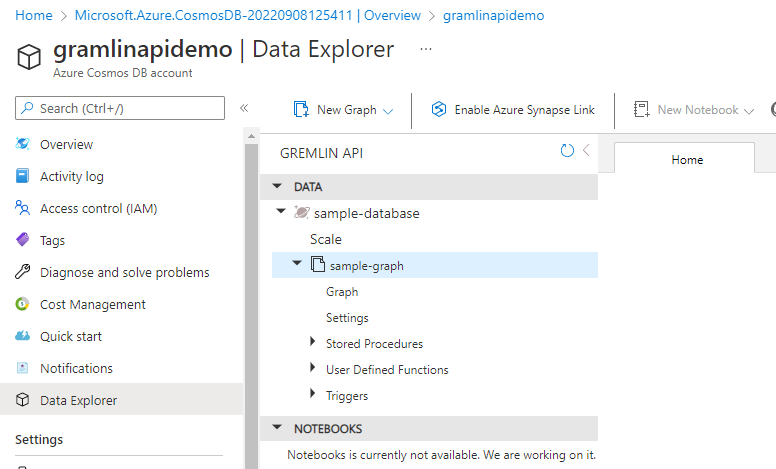 Home > Microsoft.Azure.CosmosDB-20220908125411 | Overview > gramlinapidemo
gramlinapidemo | Data Explorer ...
Azure Cosmos DB account
Search (Ctrl+/)
«
Overview
Activity log
Access control (IAM)
Tags
Diagnose and solve problems
Cost Management
Quick start
Notifications
Data Explorer
Settings
New Graph
Enable Azure Synapse Link
New Notebook
GREMLIN API
DATA
sample-database
Scale
sample-graph
Graph
Settings
Stored Procedures
User Defined Functions
Triggers
NOTEBOOKS
Notebooks is currently not available. We are working on it.
Home